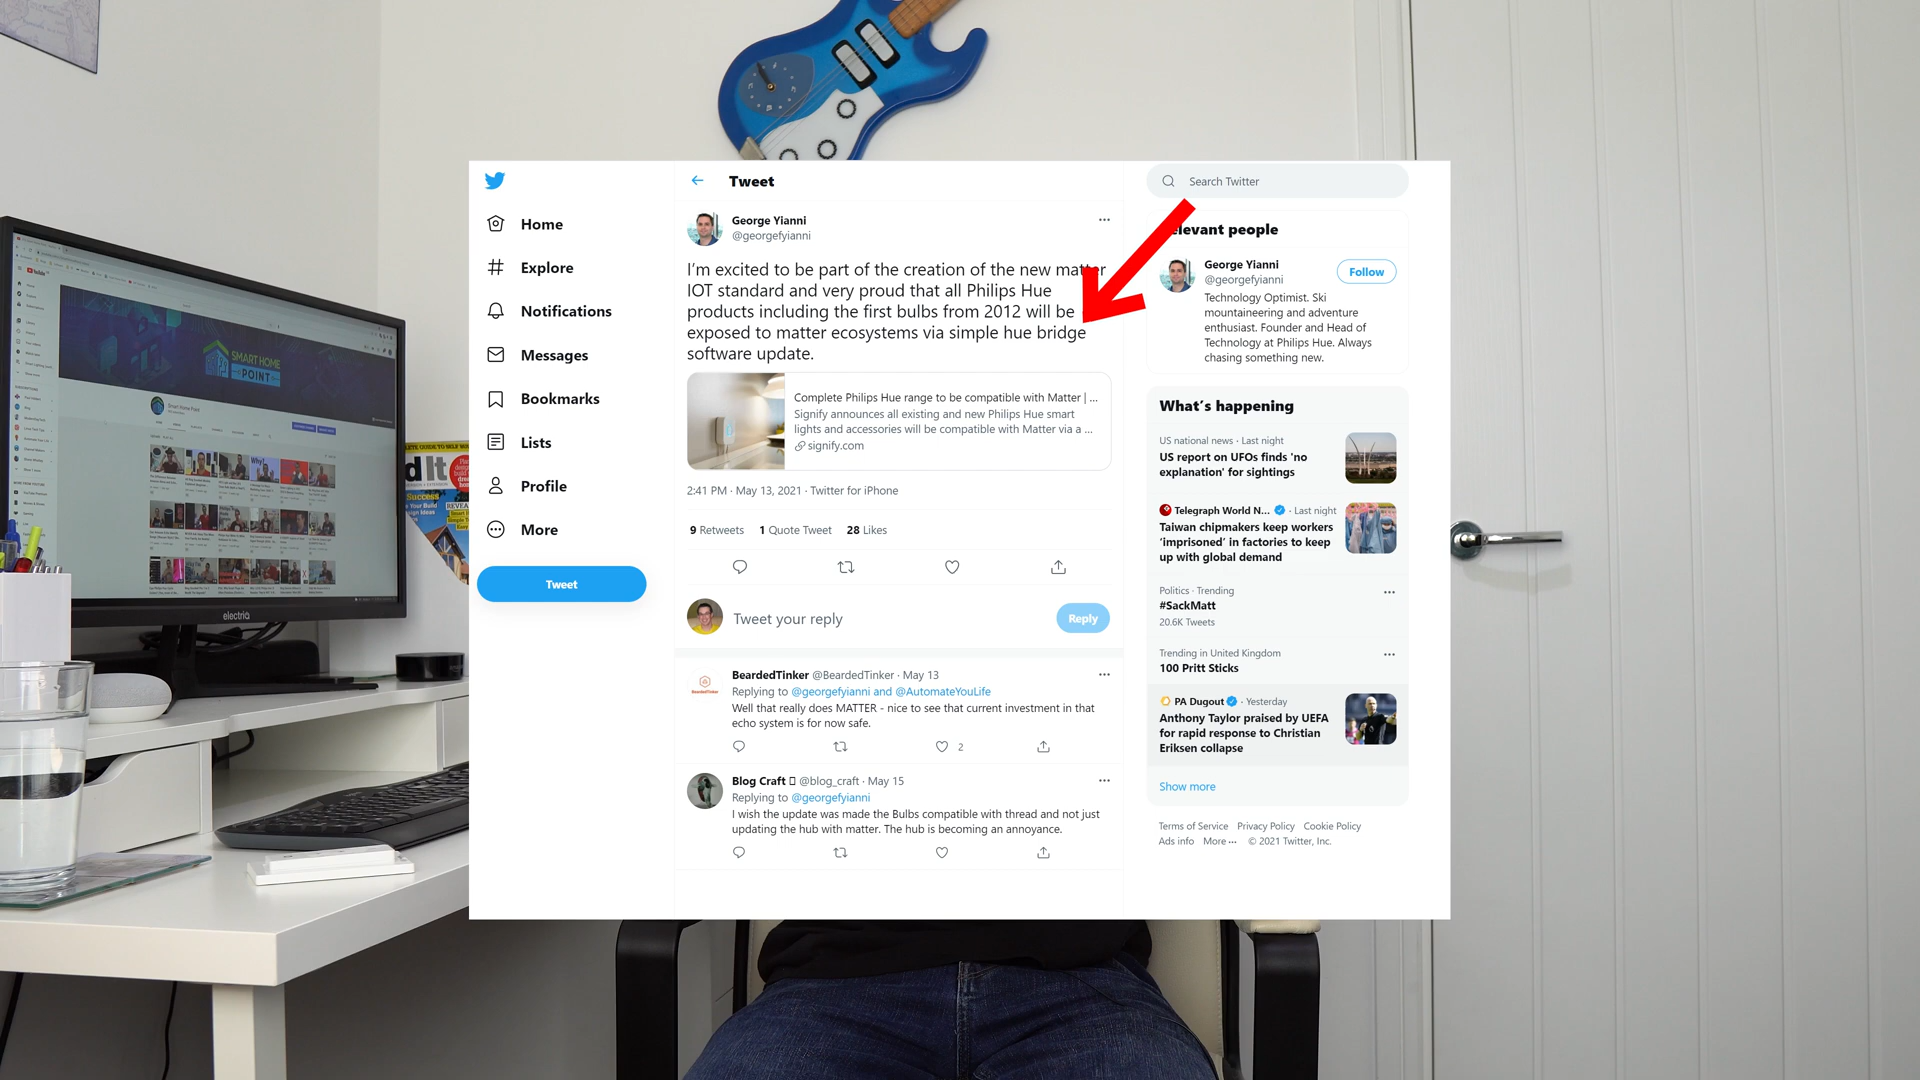 Home
Explore
Notifications
Messages
Bookmarks
Lists
Profile
More
Tweet
Tweet
George Yianni
@georgefyianni
I'm excited to be part of the creation of the new matter
IOT standard and very proud that all Philips Hue
products including the first bulbs from 2012 will be
exposed to matter ecosystems via simple hue bridge
software update.
Complete Philips Hue range to be compatible with Matter | ...
Signify announces all existing and new Philips Hue smart
lights and accessories will be compatible with Matter via a ...
signify.com
2:41 PM · May 13, 2021 · Twitter for iPhone
9 Retweets 1 Quote Tweet 28 Likes
Tweet your reply
Reply
BeardedTinker @BeardedTinker · May 13
Replying to @georgefyianni and @AutomateYouLife
Well that really does MATTER - nice to see that current investment in that
echo system is for now safe.
2
Blog Craft @blog_craft · May 15
Replying to @georgefyianni
I wish the update was made the Bulbs compatible with thread and not just
updating the hub with matter. The hub is becoming an annoyance.
Search Twitter
elevant people
George Yianni
@georgefyianni
Follow
Technology Optimist. Ski
mountaineering and adventure
enthusiast. Founder and Head of
Technology at Philips Hue. Always
chasing something new.
What's happening
US national news · Last night
US report on UFOs finds 'no
explanation' for sightings
Telegraph World N... · Last night
Taiwan chipmakers keep workers
'imprisoned' in factories to keep
up with global demand
Politics · Trending
#SackMatt
20.6K Tweets
Trending in United Kingdom
100 Pritt Sticks
PA Dugout · Yesterday
Anthony Taylor praised by UEFA
for rapid response to Christian
Eriksen collapse
Show more
Terms of Service Privacy Policy Cookie Policy
Ads info More ··· © 2021 Twitter, Inc.
SMART HOME
POINT
Smart Home Point
electriq
dIt
Success